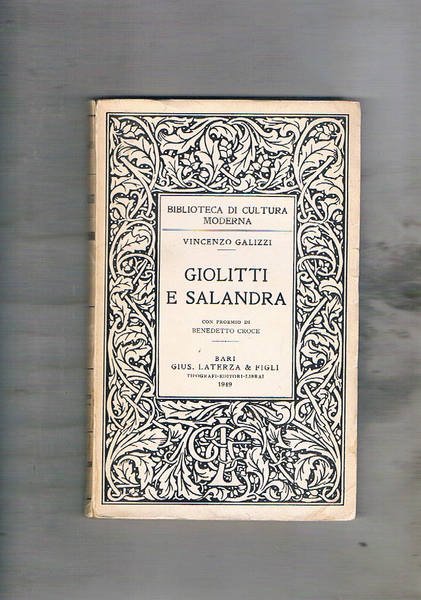 BIBLIOTECA DI CULTURA
MODERNA
VINCENZO GALIZZI
GIOLITTI
E SALANDRA
CON PROEMIO DI
BENEDETTO CROCE
BARI
GIUS. LATERZA & FIGLI
TIPOGRAFI-EDITORI-LIBRAI
1949